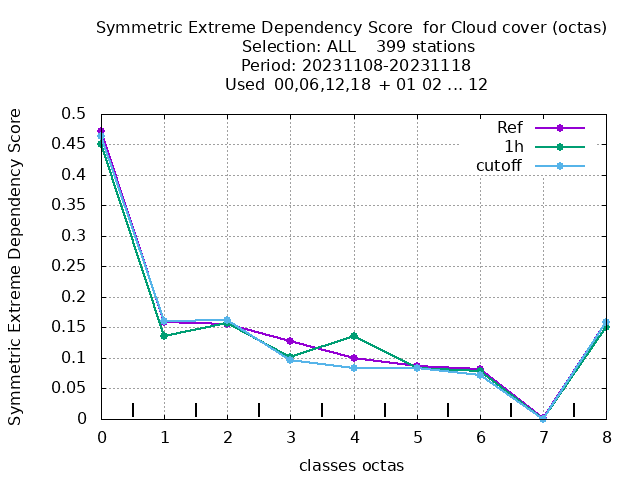 Symmetric Extreme Dependency Score  for Cloud cover (octas)
Selection: ALL    399 stations
Period: 20231108-20231118
Used  00,06,12,18  + 01 02 ... 12
Symmetric Extreme Dependency Score
0.5
0.45
0.4
0.35
0.3
0.25
0.2
0.15
0.1
0.05
0
Ref
1h
cutoff
0 1 2 3 4 5 6 7 8
classes octas